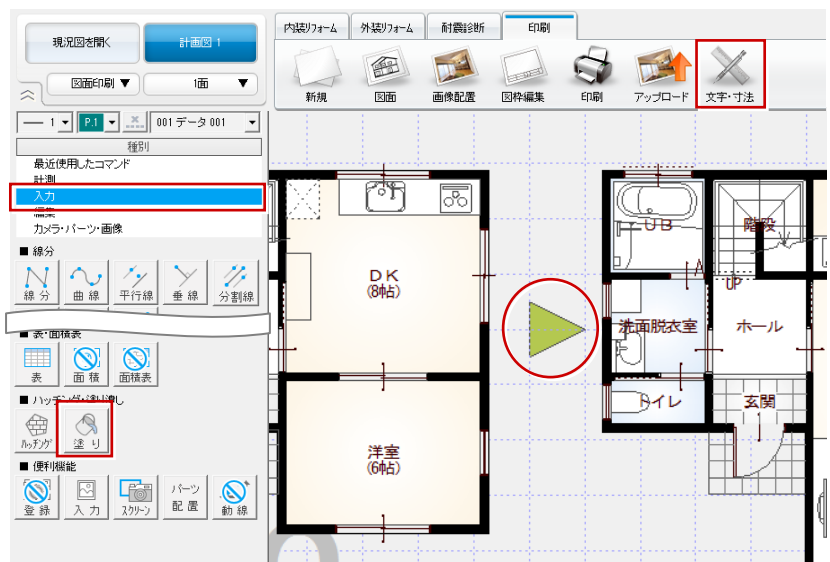 現況図を開く
計画図 1
図面印刷 ▼
1面 ▼
内装リフォーム
外装リフォーム
耐震診断
印刷
新規
図面
画像配置
図枠編集
印刷
アップロード
文字・寸法
1
P.1
001 データ 001
種別
最近使用したコマンド
計測
入力
編集
カメラ・パーツ・画像
■ 線分
線 分
曲 線
平行線
垂 線
分割線
■ 表・面積表
表
面 積
面積表
■ ハッチング・塗り潰し
ハッチング
塗 り
■ 便利機能
登 録
入 力
スクリーン
パーツ
配 置
動 線
DK
(8帖)
洋室
(6帖)
UB
階段
UP
洗面脱衣室
ホール
トイレ
玄関